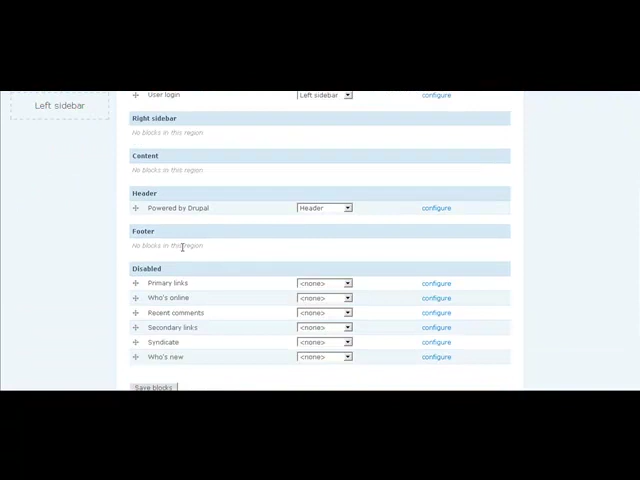 User login Left sidebar configure
Left sidebar
Right sidebar
No blocks in this region
Content
No blocks in this region
Header
Powered by Drupal Header configure
Footer
No blocks in this region
Disabled
Primary links <none> configure
Who's online <none> configure
Recent comments <none> configure
Secondary links <none> configure
Syndicate <none> configure
Who's new <none> configure
Save blocks